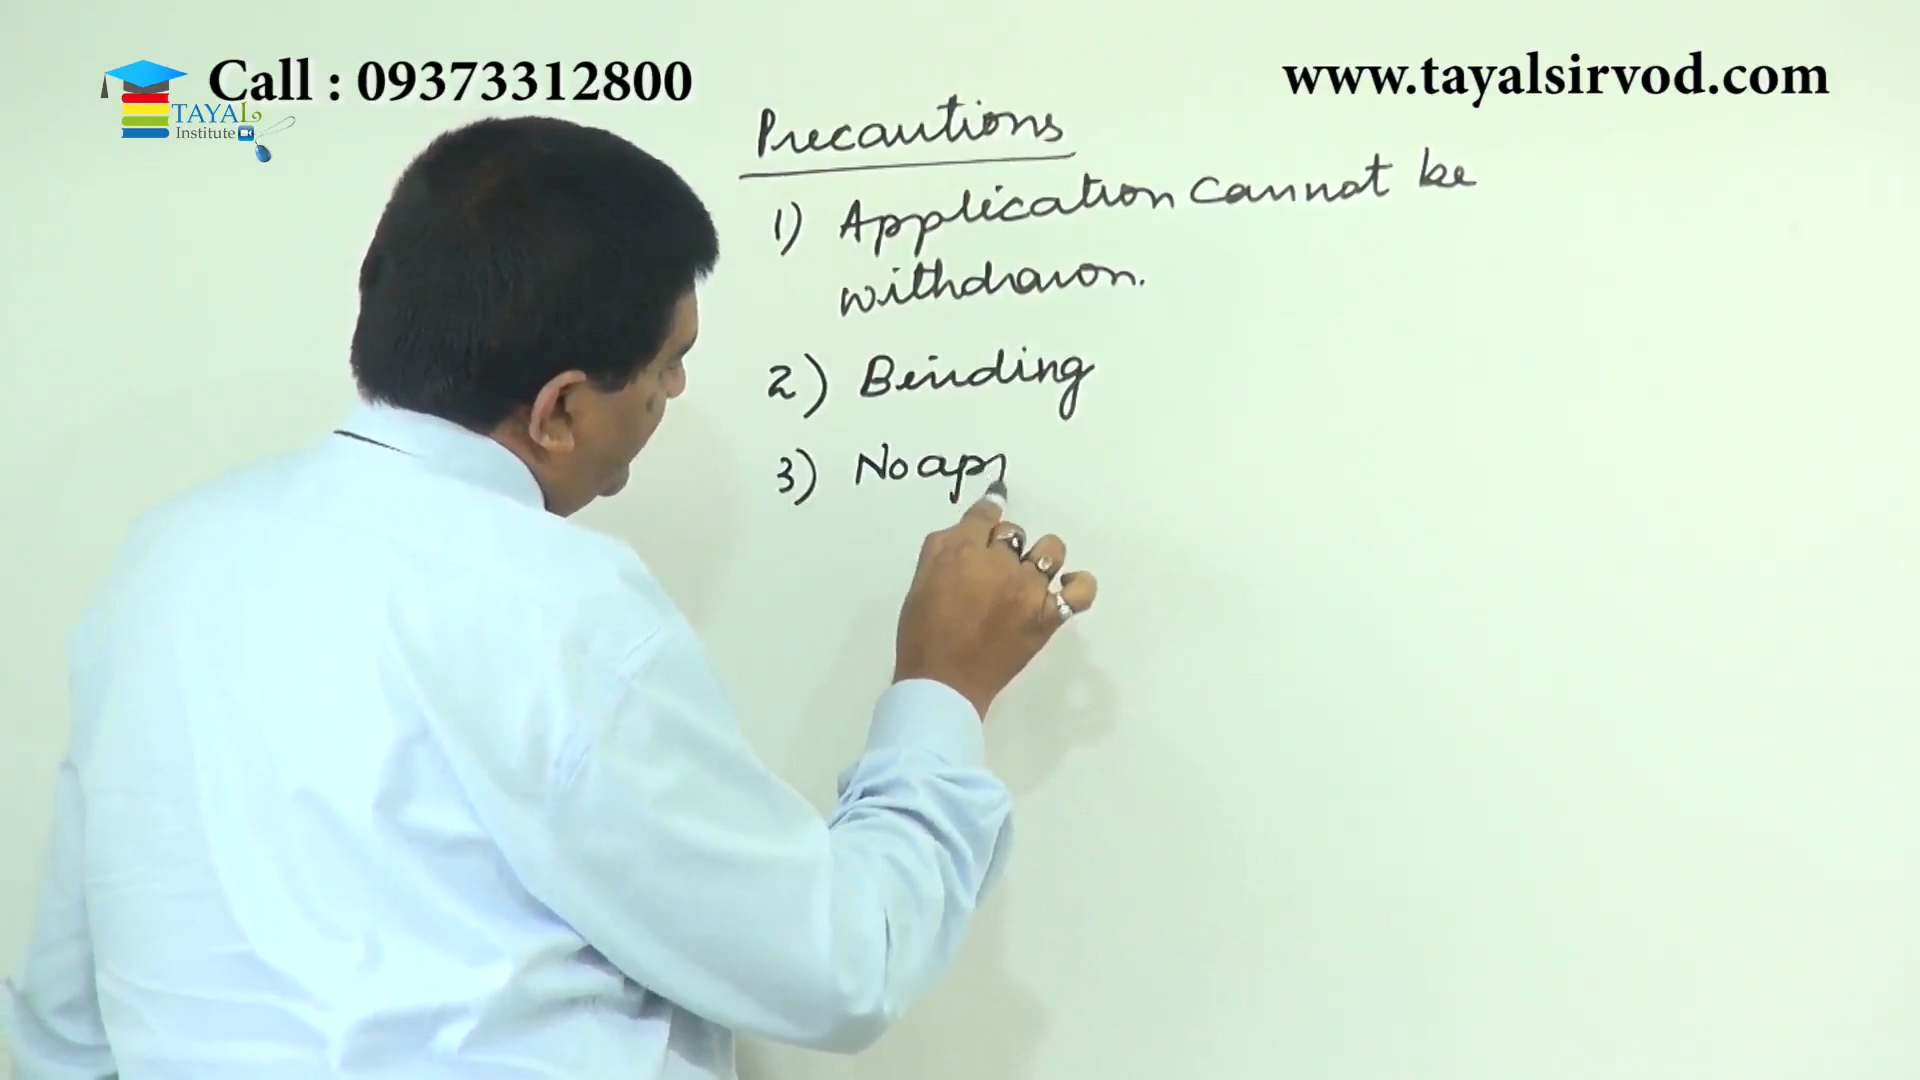 Call : 09373312800
www.tayalsirvod.com
TAYAL
Institute
Precautions
1) Application cannot be
withdrawn.
2) Binding
3) No app